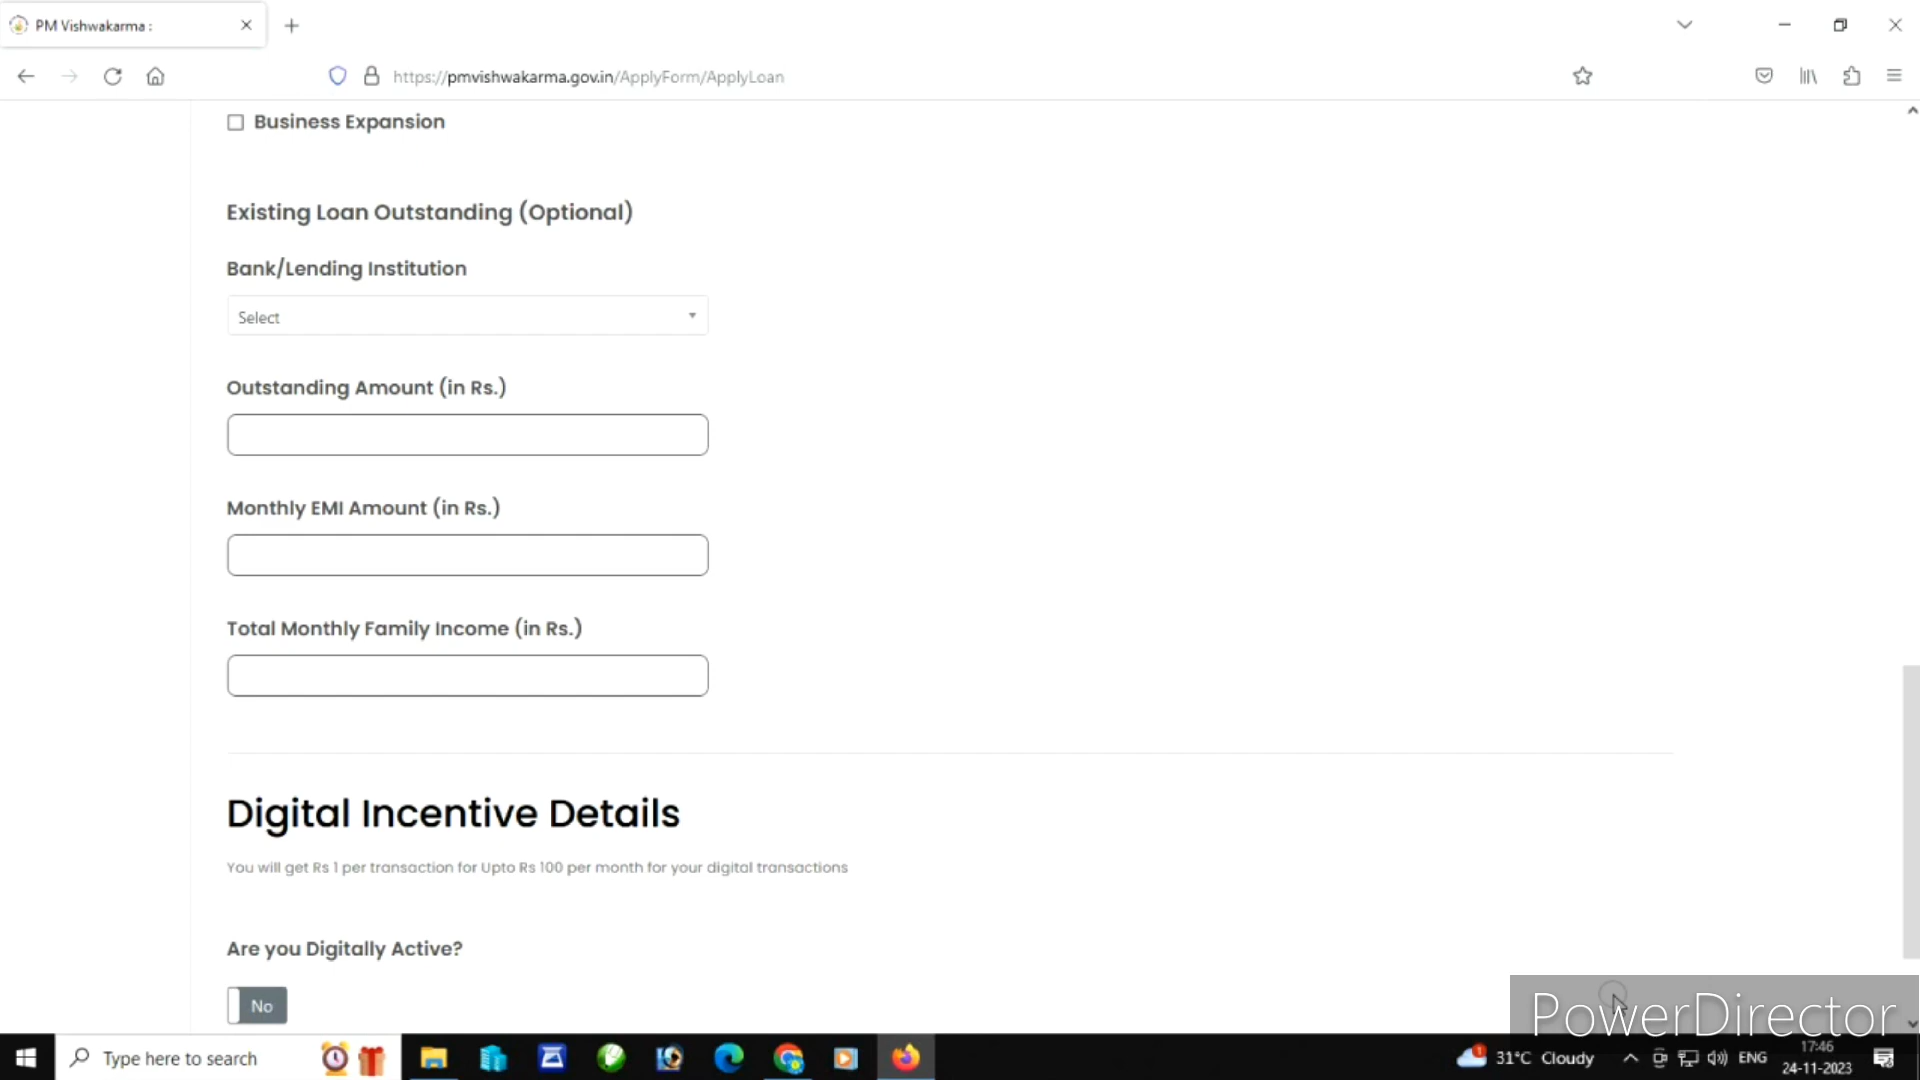 PM Vishwakarma :
https://pmvishwakarma.gov.in/ApplyForm/ApplyLoan
Business Expansion
Existing Loan Outstanding (Optional)
Bank/Lending Institution
Select
Outstanding Amount (in Rs.)
Monthly EMI Amount (in Rs.)
Total Monthly Family Income (in Rs.)
Digital Incentive Details
You will get Rs 1 per transaction for Upto Rs 100 per month for your digital transactions
Are you Digitally Active?
No
PowerDirector
Type here to search
1
31°C Cloudy
ENG
17:46
24-11-2023